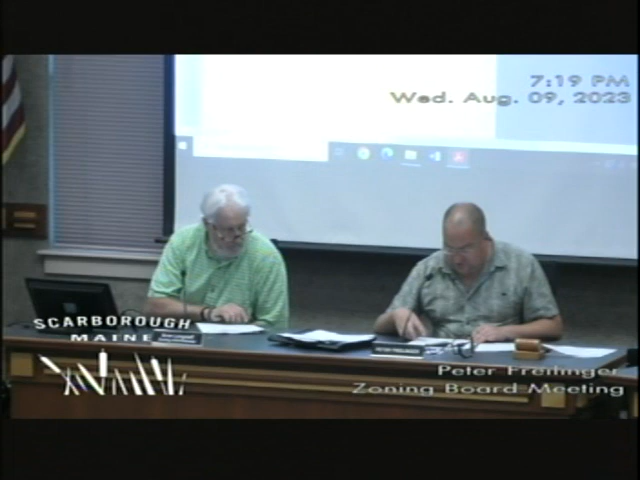 7:19 PM
Wed. Aug. 09, 2023
SCARBOROUGH
MAINE
Peter Freilinger
Zoning Board Meeting